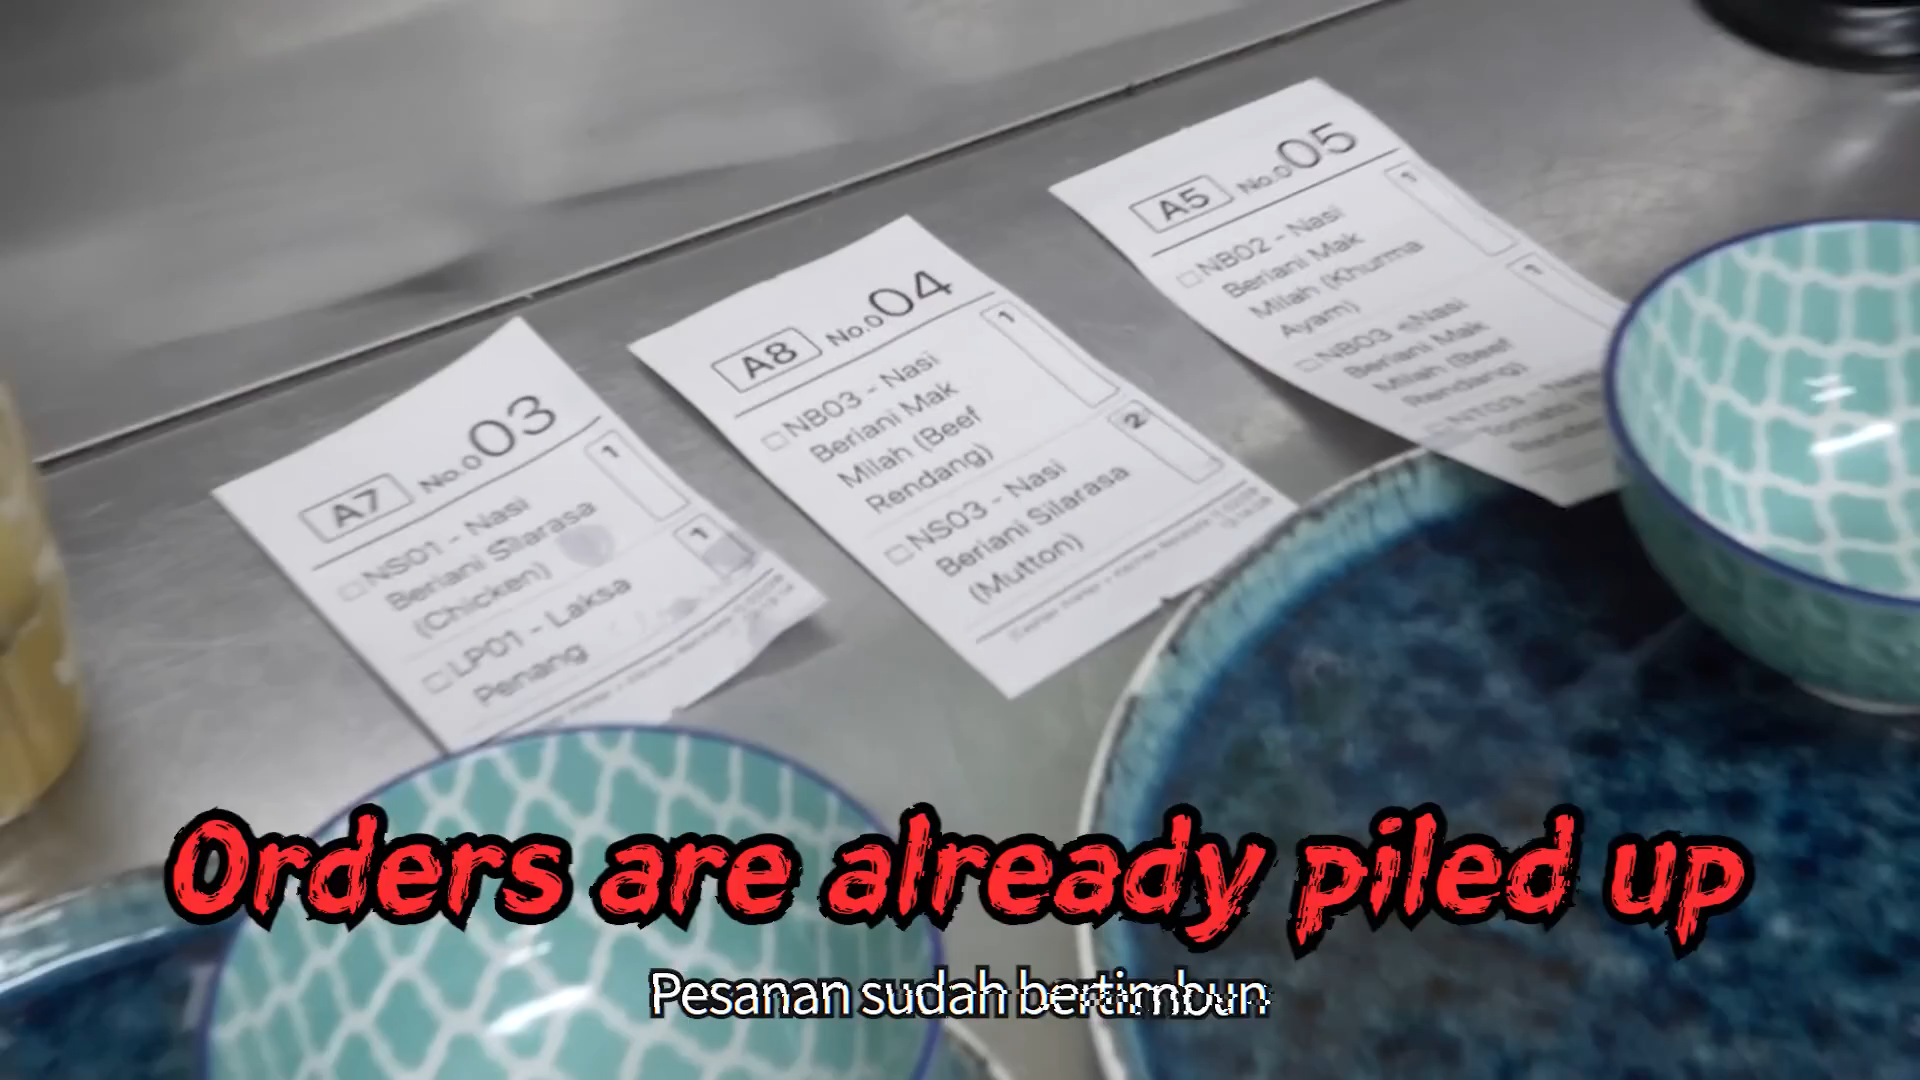 A7 No.003
NS01 - Nasi
Beriani Silarasa
(Chicken)
1
LP01 - Laksa
Penang
1
A8 No.004
NB03 - Nasi
Beriani Mak
Milah (Beef
Rendang)
1
NS03 - Nasi
Beriani Silarasa
(Mutton)
2
A5 No.005
NB02 - Nasi
Beriani Mak
Milah (Khurma
Ayam)
1
NB03 - Nasi
Beriani Mak
Milah (Beef
Rendang)
1
Tomato
Orders are already piled up
Pesanan sudah bertimbun